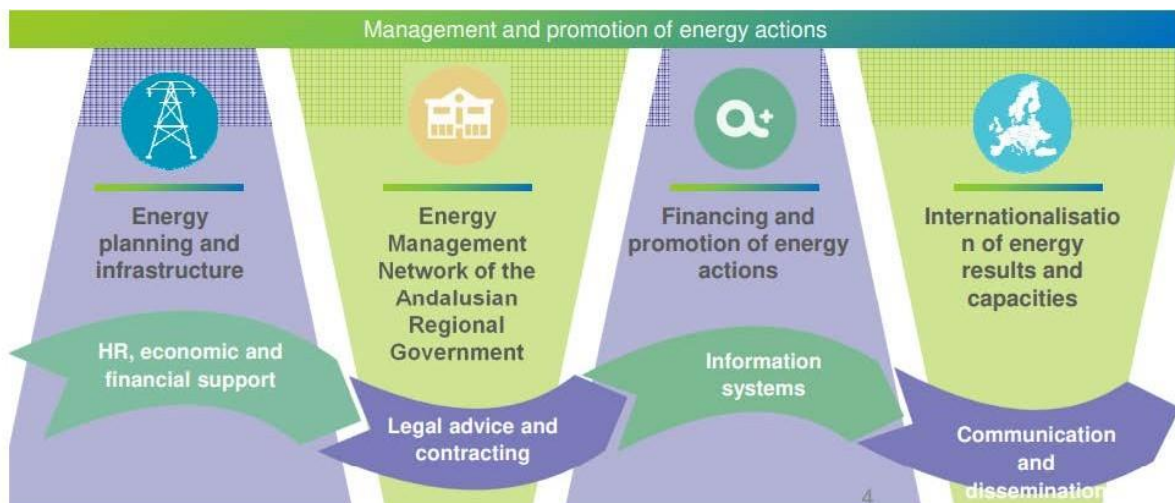 Management and promotion of energy actions
a+
Energy
planning and
infrastructure
Energy
Management
Network of the
Andalusian
Regional
Government
Financing and
promotion of energy
actions
Internationalisatio
n of energy
results and
capacities
HR, economic and
financial support
Legal advice and
contracting
Information
systems
Communication
and
dissemination
4